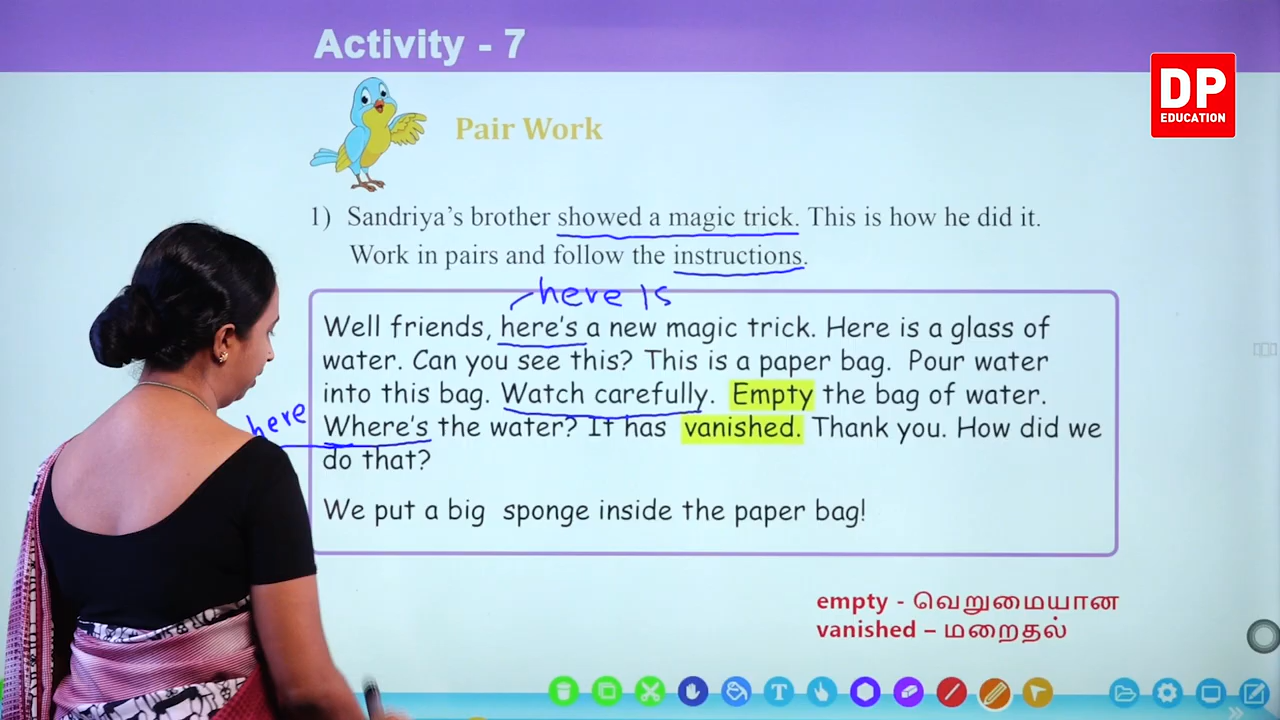 Activity - 7
DP
EDUCATION
Pair Work
1) Sandriya's brother showed a magic trick. This is how he did it.
Work in pairs and follow the instructions.
here is
Well friends, here's a new magic trick. Here is a glass of
water. Can you see this? This is a paper bag. Pour water
into this bag. Watch carefully. Empty the bag of water.
here
Where's the water? It has vanished. Thank you. How did we
do that?
We put a big sponge inside the paper bag!
empty - வெறுமையான
vanished – மறைதல்